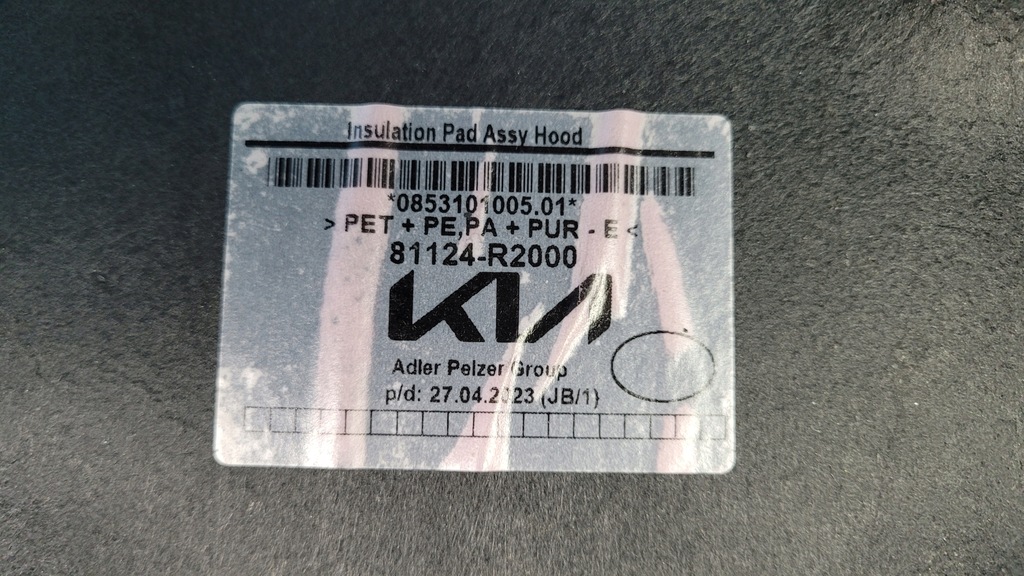 Insulation Pad Assy Hood
*0853101005.01*
> PET + PE,PA + PUR - E <
81124-R2000
KIA
Adler Pelzer Group
p/d: 27.04.2023 (JB/1)